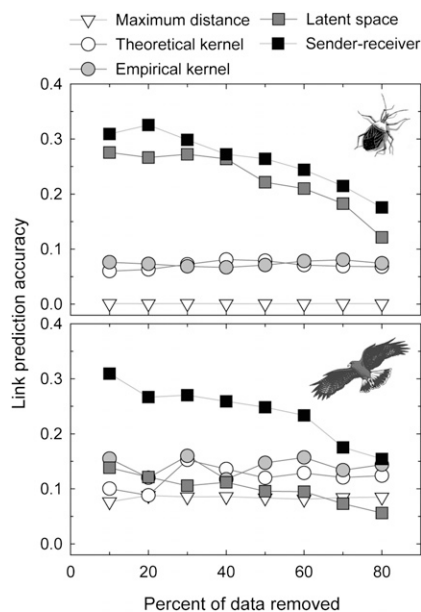 Maximum distance
Latent space
Theoretical kernel
Sender-receiver
Empirical kernel
0.4
0.3
0.2
0.1
0.0
Link prediction accuracy
0.4
0.3
0.2
0.1
0.0
0 20 40 60 80 100
Percent of data removed